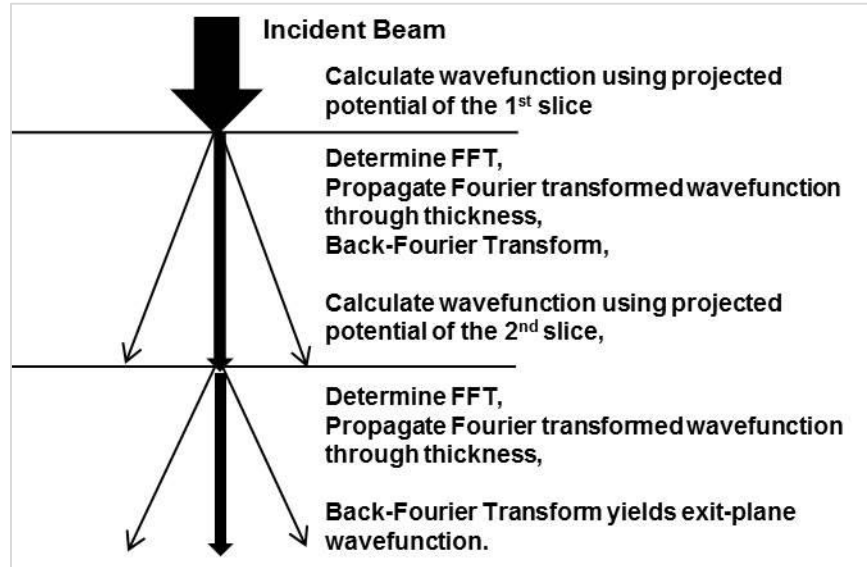 Incident Beam
Calculate wavefunction using projected
potential of the 1st slice
Determine FFT,
Propagate Fourier transformed wavefunction
through thickness,
Back-Fourier Transform,
Calculate wavefunction using projected
potential of the 2nd slice,
Determine FFT,
Propagate Fourier transformed wavefunction
through thickness,
Back-Fourier Transform yields exit-plane
wavefunction.